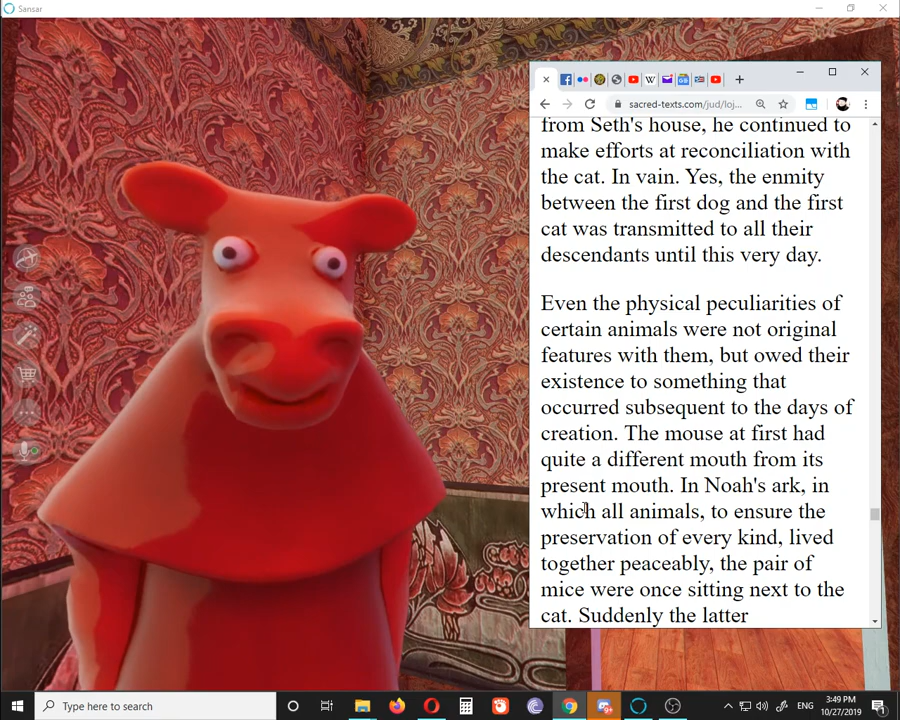 Sansar
sacred-texts.com/jud/loj...
from Seth's house, he continued to
make efforts at reconciliation with
the cat. In vain. Yes, the enmity
between the first dog and the first
cat was transmitted to all their
descendants until this very day.
Even the physical peculiarities of
certain animals were not original
features with them, but owed their
existence to something that
occurred subsequent to the days of
creation. The mouse at first had
quite a different mouth from its
present mouth. In Noah's ark, in
which all animals, to ensure the
preservation of every kind, lived
together peaceably, the pair of
mice were once sitting next to the
cat. Suddenly the latter
Type here to search
ENG
3:49 PM
10/27/2019